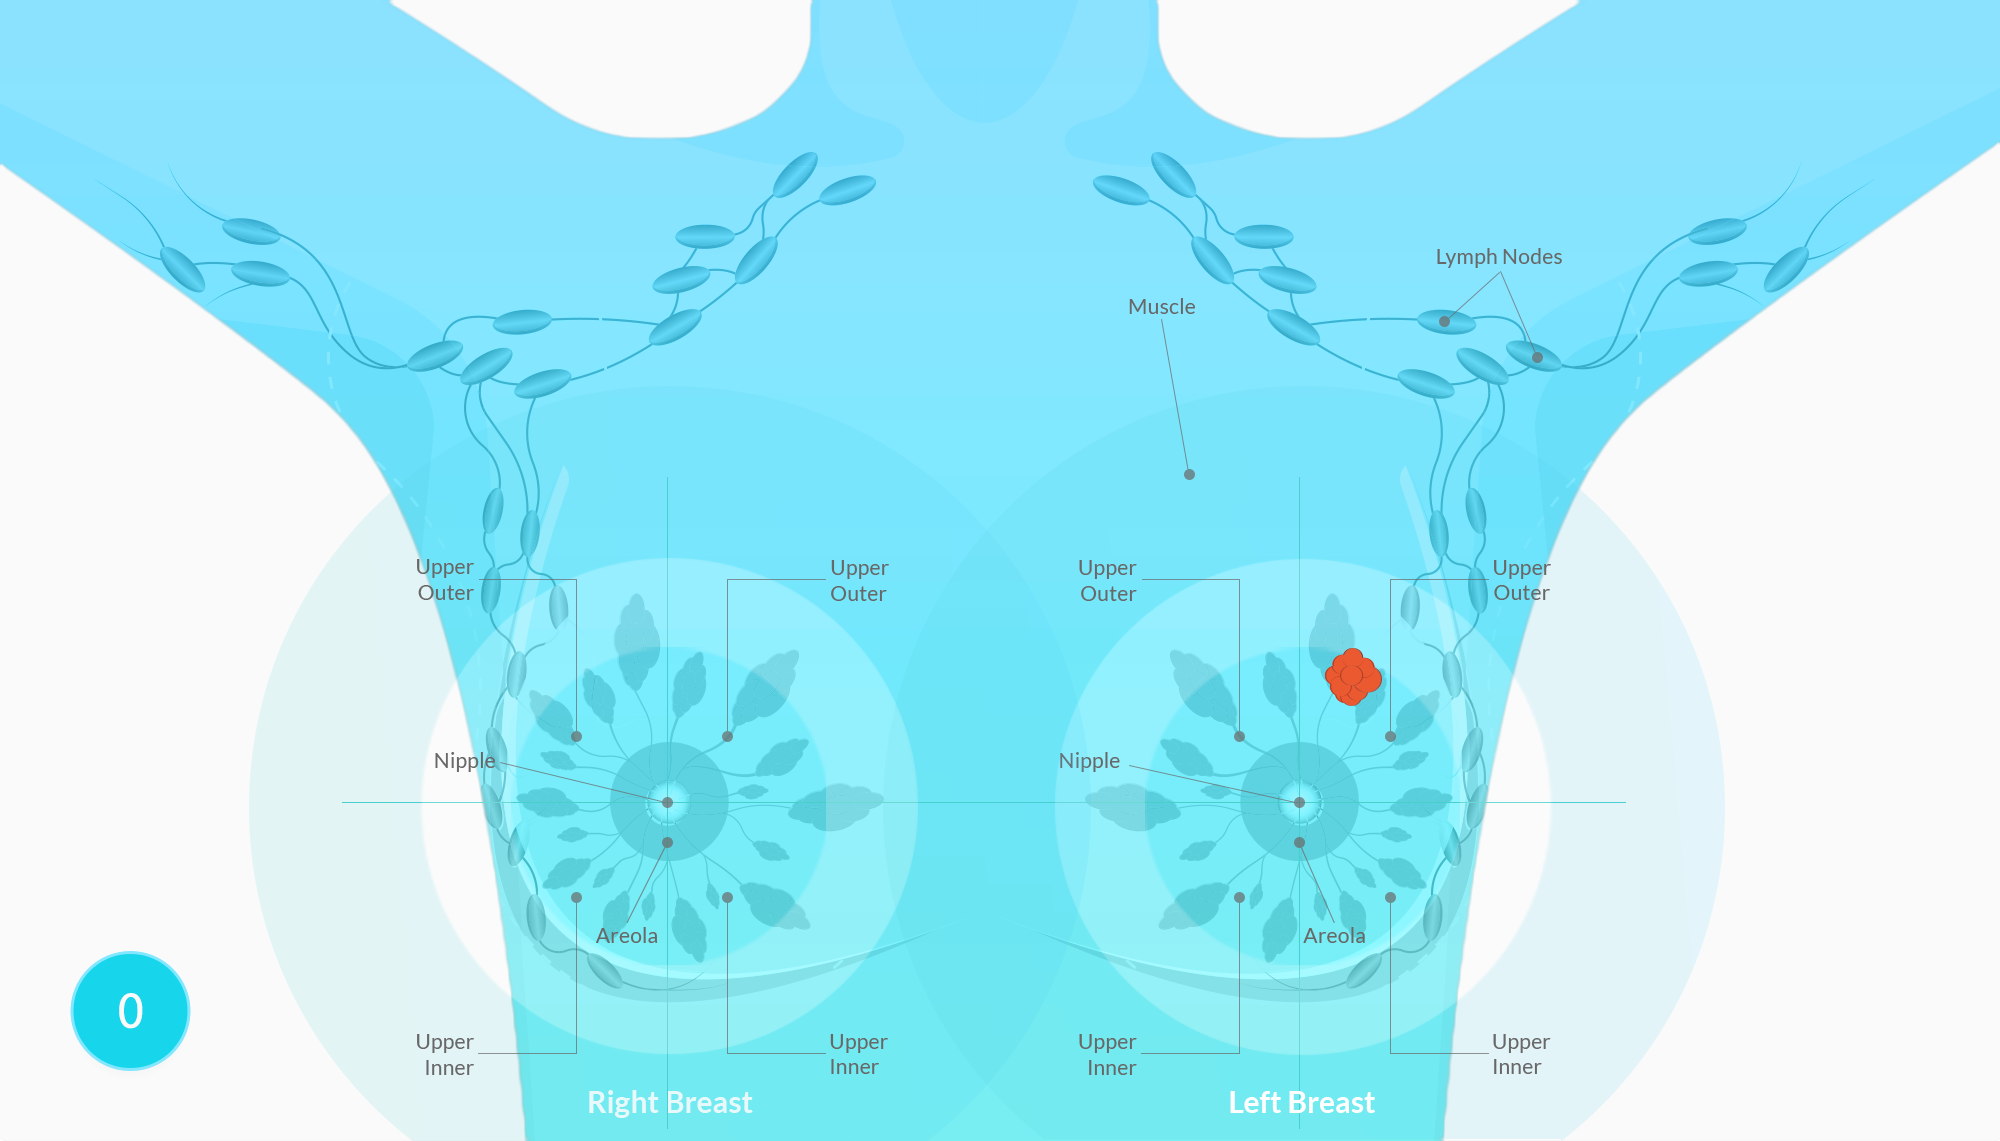 Lymph Nodes
Muscle
Upper
Outer
Upper
Outer
Upper
Outer
Upper
Outer
Nipple
Nipple
Areola
Areola
0
Upper
Inner
Upper
Inner
Upper
Inner
Upper
Inner
Right Breast
Left Breast